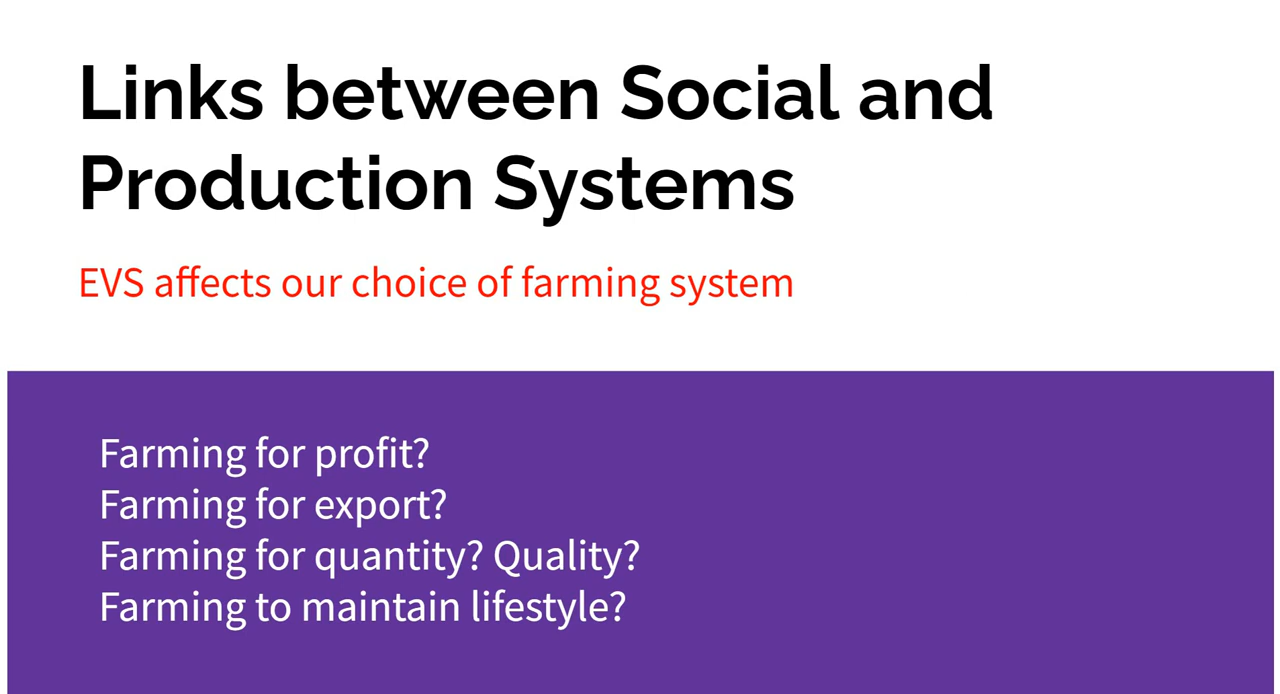 Links between Social and
Production Systems
EVS affects our choice of farming system
Farming for profit?
Farming for export?
Farming for quantity? Quality?
Farming to maintain lifestyle?